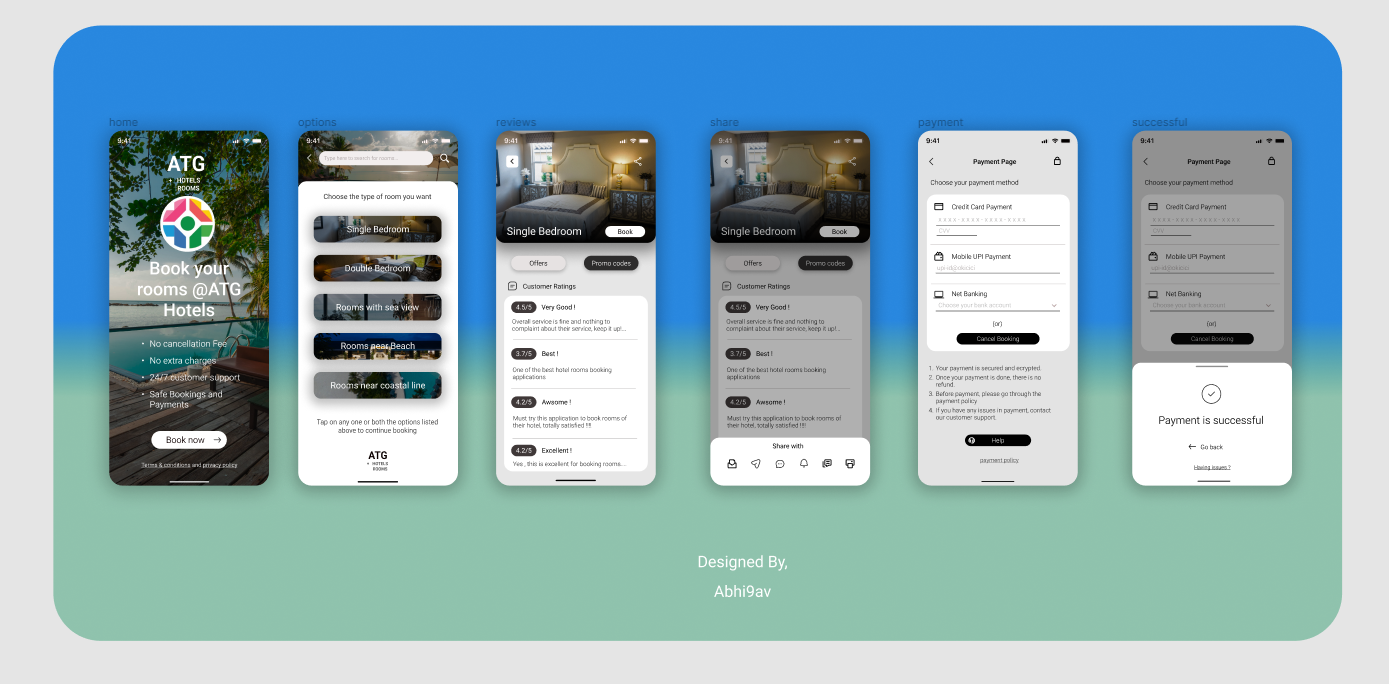 home
9:41
ATG
+ HOTELS
ROOMS
Book your
rooms @ATG
Hotels
• No cancellation Fee
• No extra charges
• 24/7 customer support
• Safe Bookings and
Payments
Book now →
Terms & conditions and privacy policy
options
9:41
Type here to search for rooms...
Choose the type of room you want
Single Bedroom
Double Bedroom
Rooms with sea view
Rooms near Beach
Rooms near coastal line
Tap on any one or both the options listed
above to continue booking
ATG
+ HOTELS
ROOMS
reviews
9:41
Single Bedroom
Book
Offers
Promo codes
Customer Ratings
4.5/5 Very Good !
Overall service is fine and nothing to
complaint about their service, keep it up!...
3.7/5 Best !
One of the best hotel rooms booking
applications
4.2/5 Awsome !
Must try this application to book rooms of
their hotel, totally satisfied !!!!
4.2/5 Excellent !
Yes , this is excellent for booking rooms...
share
9:41
Single Bedroom
Book
Offers
Promo codes
Customer Ratings
4.5/5 Very Good !
Overall service is fine and nothing to
complaint about their service, keep it up!...
3.7/5 Best !
One of the best hotel rooms booking
applications
4.2/5 Awsome !
Must try this application to book rooms of
their hotel, totally satisfied !!!!
Share with
payment
9:41
Payment Page
Choose your payment method
Credit Card Payment
x x x x - x x x x - x x x x - x x x x
CVV
Mobile UPI Payment
upi-id@okicici
Net Banking
Choose your bank account
(or)
Cancel Booking
1. Your payment is secured and erypted.
2. Once your payment is done, there is no
refund.
3. Before payment, please go through the
payment policy
4. If you have any issues in payment, contact
our customer support.
Help
payment policy
successful
9:41
Payment Page
Choose your payment method
Credit Card Payment
x x x x - x x x x - x x x x - x x x x
CVV
Mobile UPI Payment
upi-id@okicici
Net Banking
Choose your bank account
(or)
Cancel Booking
Payment is successful
← Go back
Having issues ?
Designed By,
Abhi9av